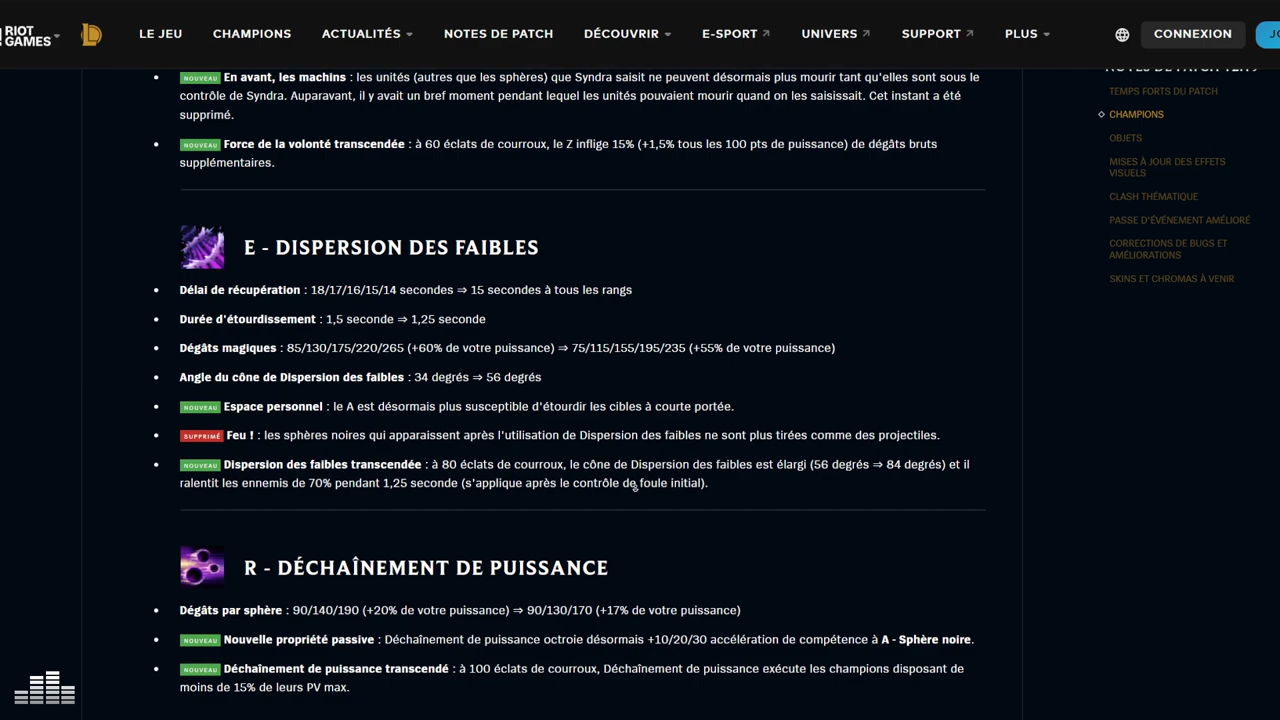 RIOT
GAMES
LE JEU
CHAMPIONS
ACTUALITÉS
NOTES DE PATCH
DÉCOUVRIR
E-SPORT
UNIVERS
SUPPORT
PLUS
CONNEXION
JO
NOUVEAU En avant, les machins : les unités (autres que les sphères) que Syndra saisit ne peuvent désormais plus mourir tant qu'elles sont sous le
contrôle de Syndra. Auparavant, il y avait un bref moment pendant lequel les unités pouvaient mourir quand on les saisissait. Cet instant a été
supprimé.
NOUVEAU Force de la volonté transcendée : à 60 éclats de courroux, le Z inflige 15% (+1,5% tous les 100 pts de puissance) de dégâts bruts
supplémentaires.
E - DISPERSION DES FAIBLES
Délai de récupération : 18/17/16/15/14 secondes ⇒ 15 secondes à tous les rangs
Durée d'étourdissement : 1,5 seconde ⇒ 1,25 seconde
Dégâts magiques : 85/130/175/220/265 (+60% de votre puissance) ⇒ 75/115/155/195/235 (+55% de votre puissance)
Angle du cône de Dispersion des faibles : 34 degrés ⇒ 56 degrés
NOUVEAU Espace personnel : le A est désormais plus susceptible d'étourdir les cibles à courte portée.
SUPPRIMÉ Feu ! : les sphères noires qui apparaissent après l'utilisation de Dispersion des faibles ne sont plus tirées comme des projectiles.
NOUVEAU Dispersion des faibles transcendée : à 80 éclats de courroux, le cône de Dispersion des faibles est élargi (56 degrés ⇒ 84 degrés) et il
ralentit les ennemis de 70% pendant 1,25 seconde (s'applique après le contrôle de foule initial).
R - DÉCHAÎNEMENT DE PUISSANCE
Dégâts par sphère : 90/140/190 (+20% de votre puissance) ⇒ 90/130/170 (+17% de votre puissance)
NOUVEAU Nouvelle propriété passive : Déchaînement de puissance octroie désormais +10/20/30 accélération de compétence à A - Sphère noire.
NOUVEAU Déchaînement de puissance transcendé : à 100 éclats de courroux, Déchaînement de puissance exécute les champions disposant de
moins de 15% de leurs PV max.
NOTES DE PATCH 12.19
TEMPS FORTS DU PATCH
CHAMPIONS
OBJETS
MISES À JOUR DES EFFETS
VISUELS
CLASH THÉMATIQUE
PASSE D'ÉVÉNEMENT AMÉLIORÉ
CORRECTIONS DE BUGS ET
AMÉLIORATIONS
SKINS ET CHROMAS À VENIR